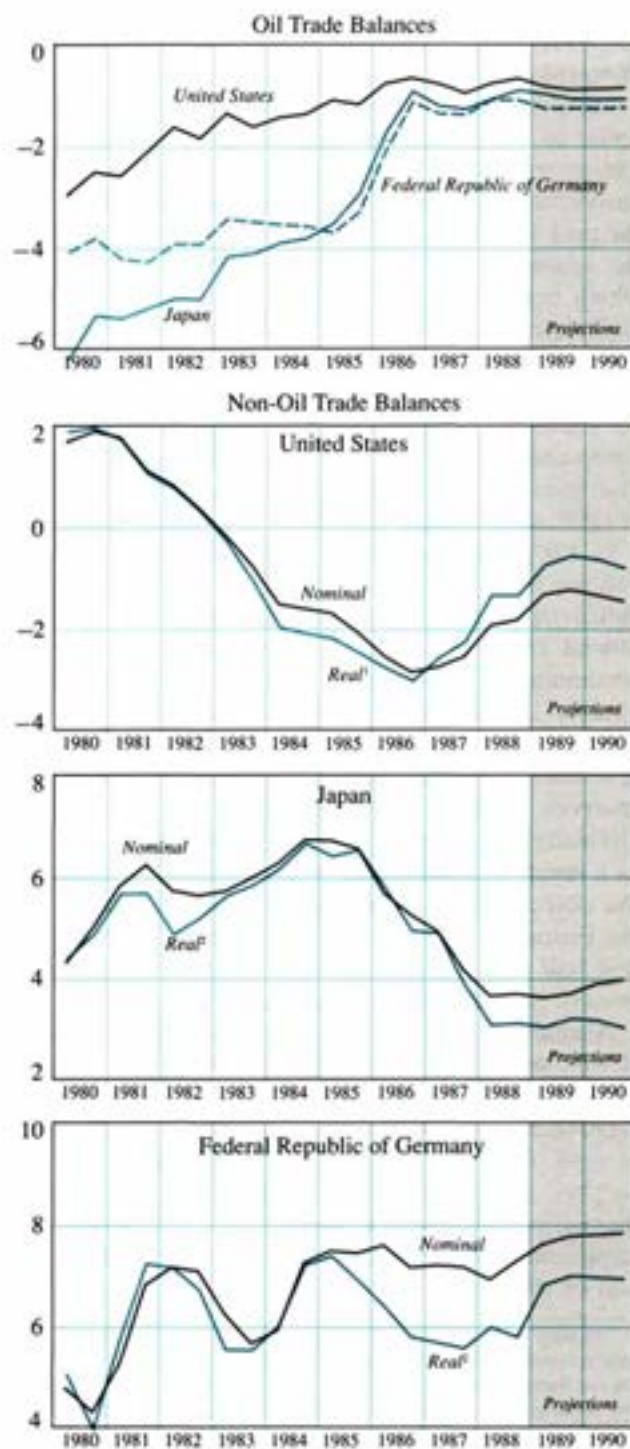 Oil Trade Balances
0
United States
−2
Federal Republic of Germany
−4
Japan
Projections
−6
1980 1981 1982 1983 1984 1985 1986 1987 1988 1989 1990
Non-Oil Trade Balances
2
United States
0
Nominal
−2
Real¹
Projections
−4
1980 1981 1982 1983 1984 1985 1986 1987 1988 1989 1990
8
Japan
Nominal
6
Real²
4
Projections
2
1980 1981 1982 1983 1984 1985 1986 1987 1988 1989 1990
10
Federal Republic of Germany
8
Nominal
6
Real²
Projections
4
1980 1981 1982 1983 1984 1985 1986 1987 1988 1989 1990